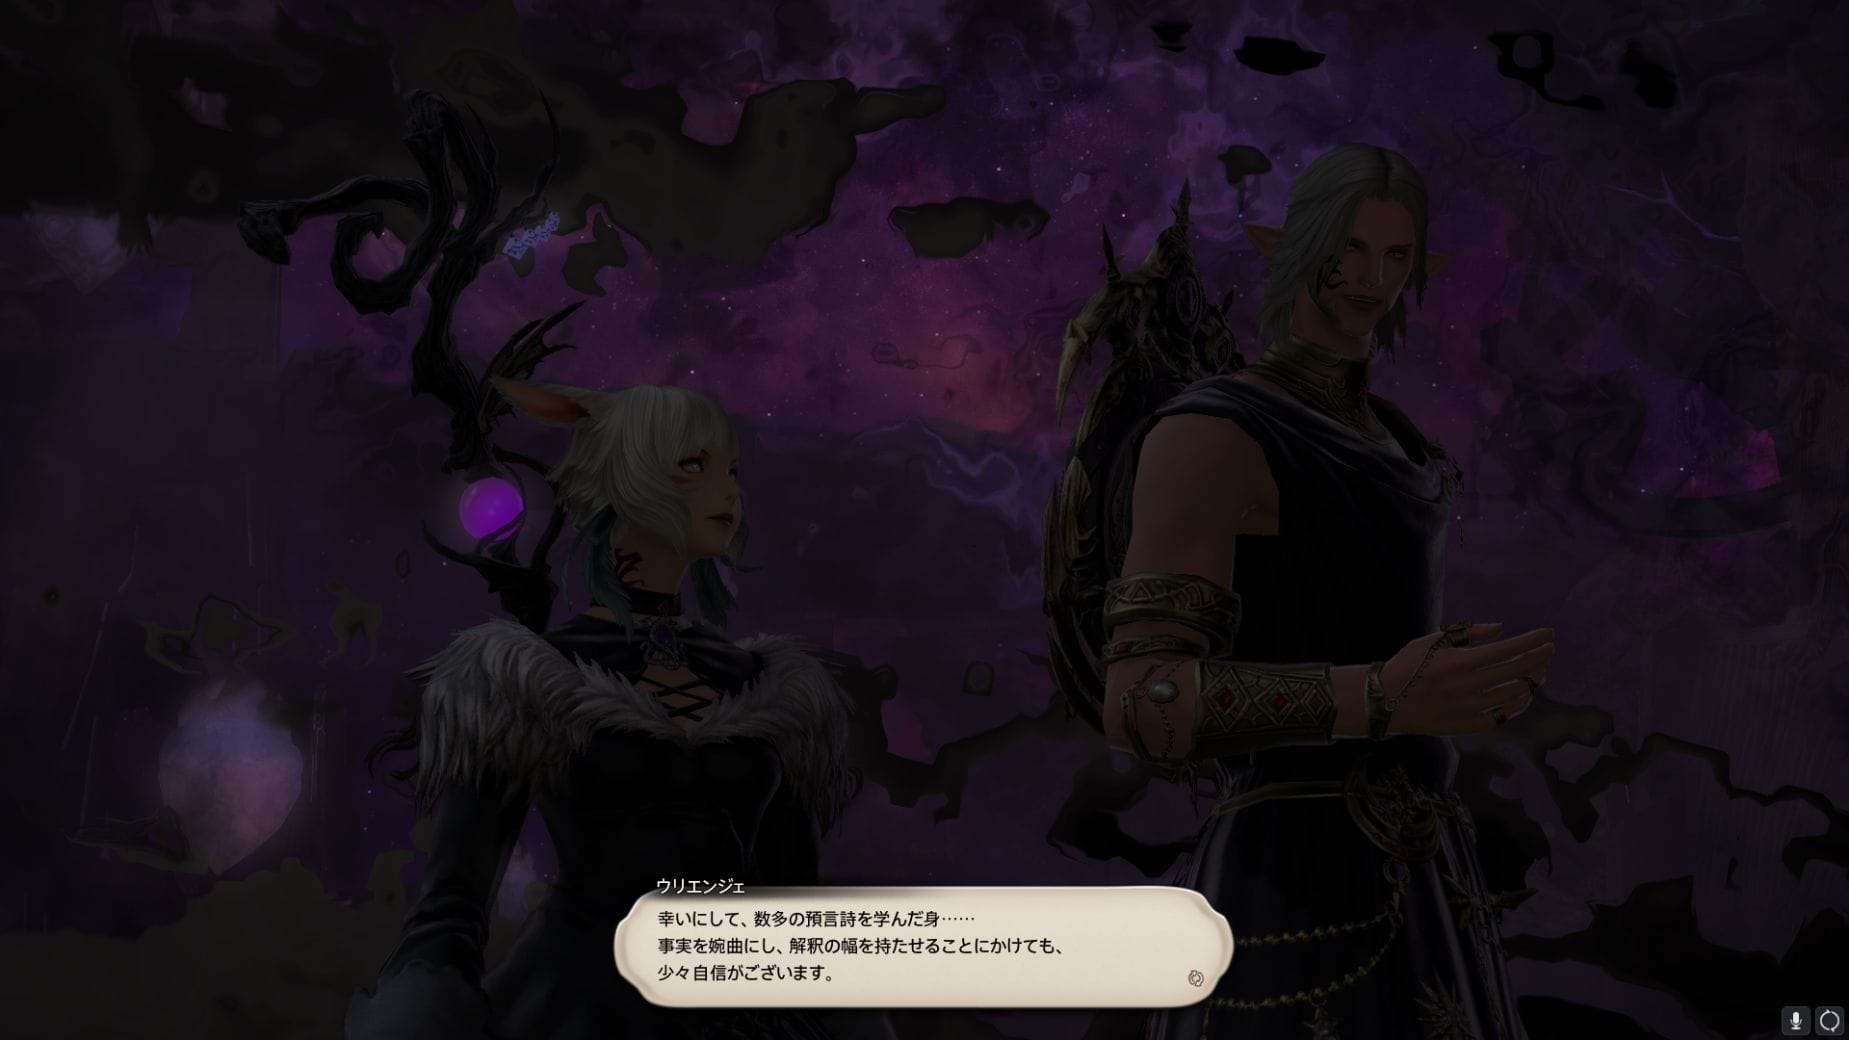 ウリエンジェ
幸いにして、数多の預言詩を学んだ身……
事実を婉曲にし、解釈の幅を持たせることにかけても、
少々自信がございます。